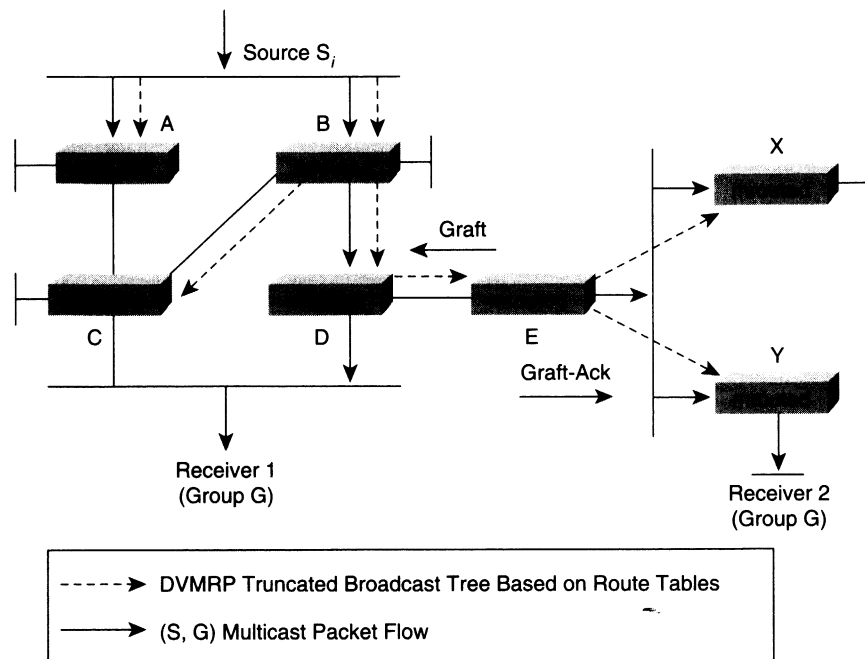 Source Si
A
B
X
Graft
C
D
E
Y
Graft-Ack
Receiver 1
(Group G)
Receiver 2
(Group G)
DVMRP Truncated Broadcast Tree Based on Route Tables
(S, G) Multicast Packet Flow